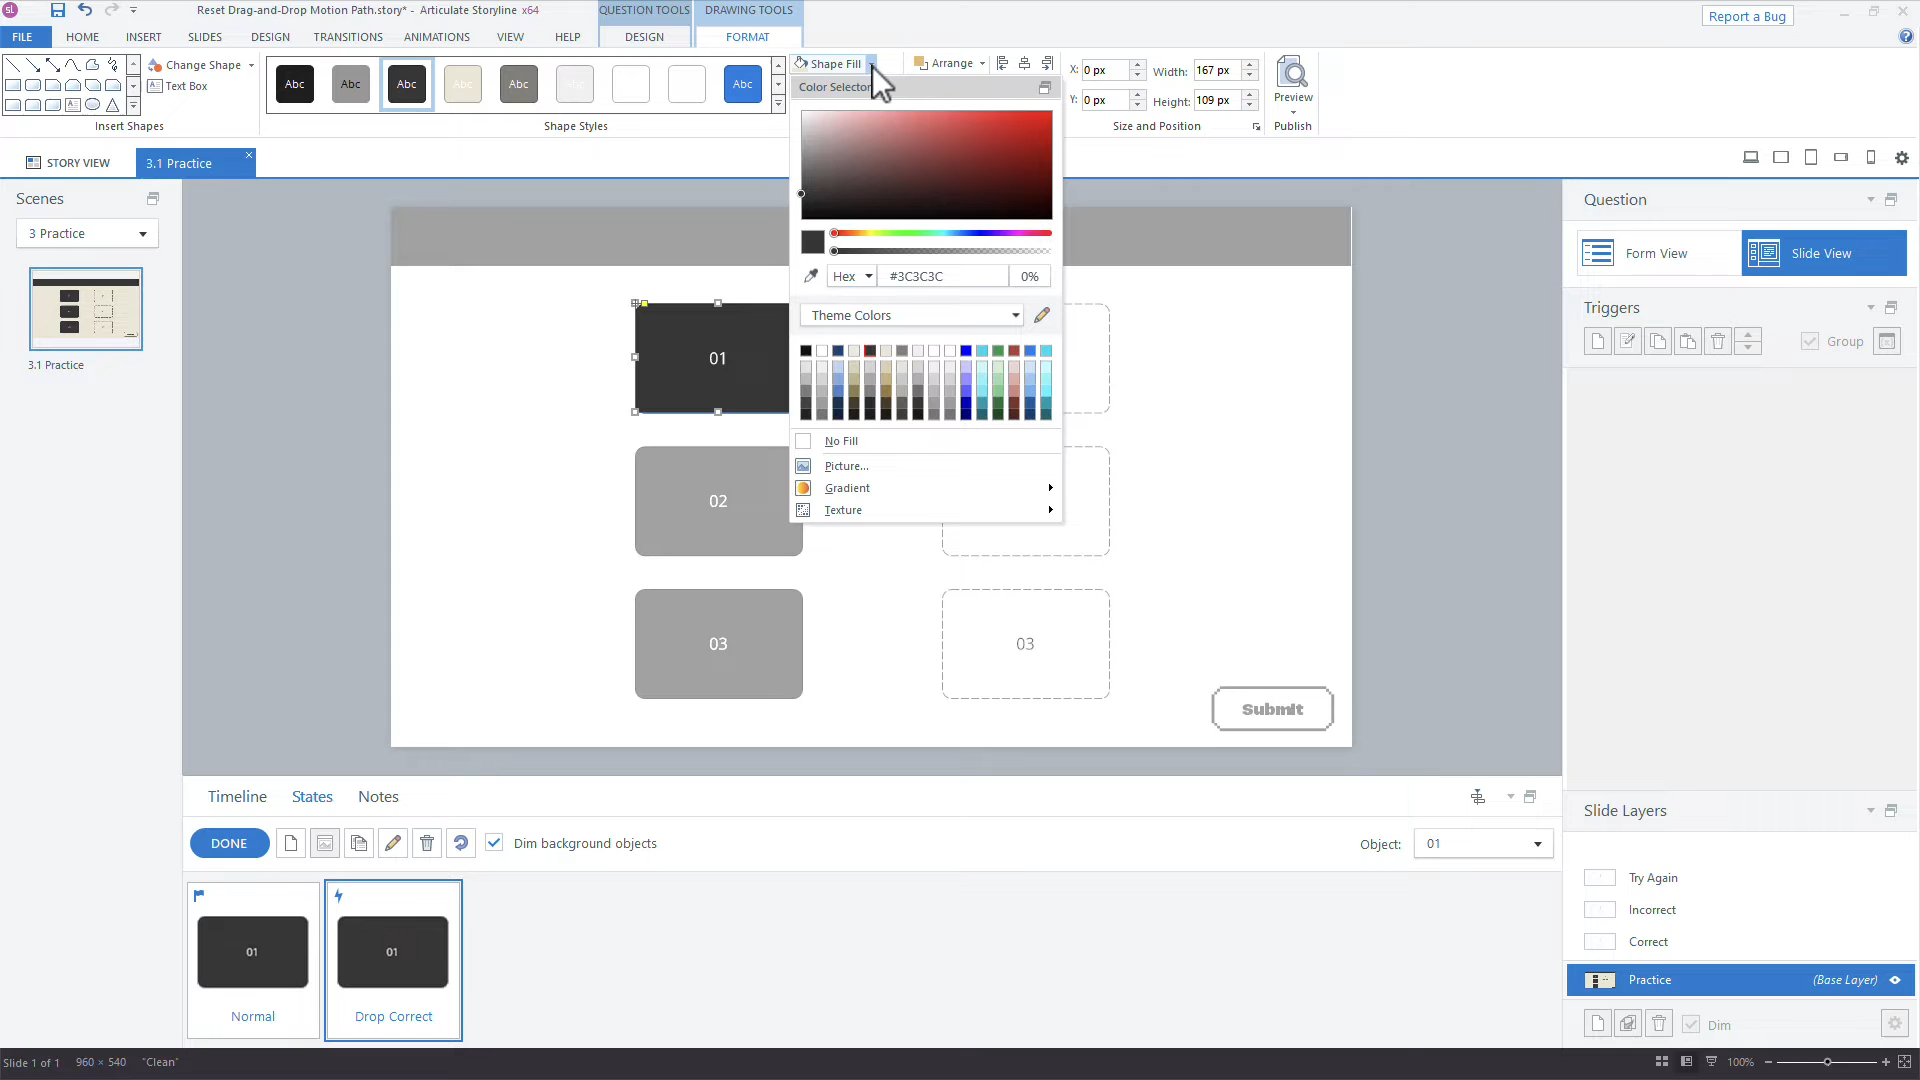 Reset Drag-and-Drop Motion Path.story* - Articulate Storyline x64
QUESTION TOOLS
DRAWING TOOLS
Report a Bug
FILE HOME INSERT SLIDES DESIGN TRANSITIONS ANIMATIONS VIEW HELP DESIGN FORMAT
Change Shape
Text Box
Insert Shapes
Abc Abc Abc Abc Abc Abc Abc
Shape Styles
Shape Fill
Arrange
X: 0 px
Width: 167 px
Y: 0 px
Height: 109 px
Size and Position
Preview
Publish
Color Selector
Hex #3C3C3C 0%
Theme Colors
No Fill
Picture...
Gradient
Texture
STORY VIEW
3.1 Practice
Scenes
3 Practice
3.1 Practice
01
02
03
03
Submit
Question
Form View
Slide View
Triggers
Group
Timeline
States
Notes
DONE
Dim background objects
Object: 01
01
Normal
01
Drop Correct
Slide Layers
Try Again
Incorrect
Correct
Practice (Base Layer)
Dim
Slide 1 of 1 960 × 540 "Clean"
100%